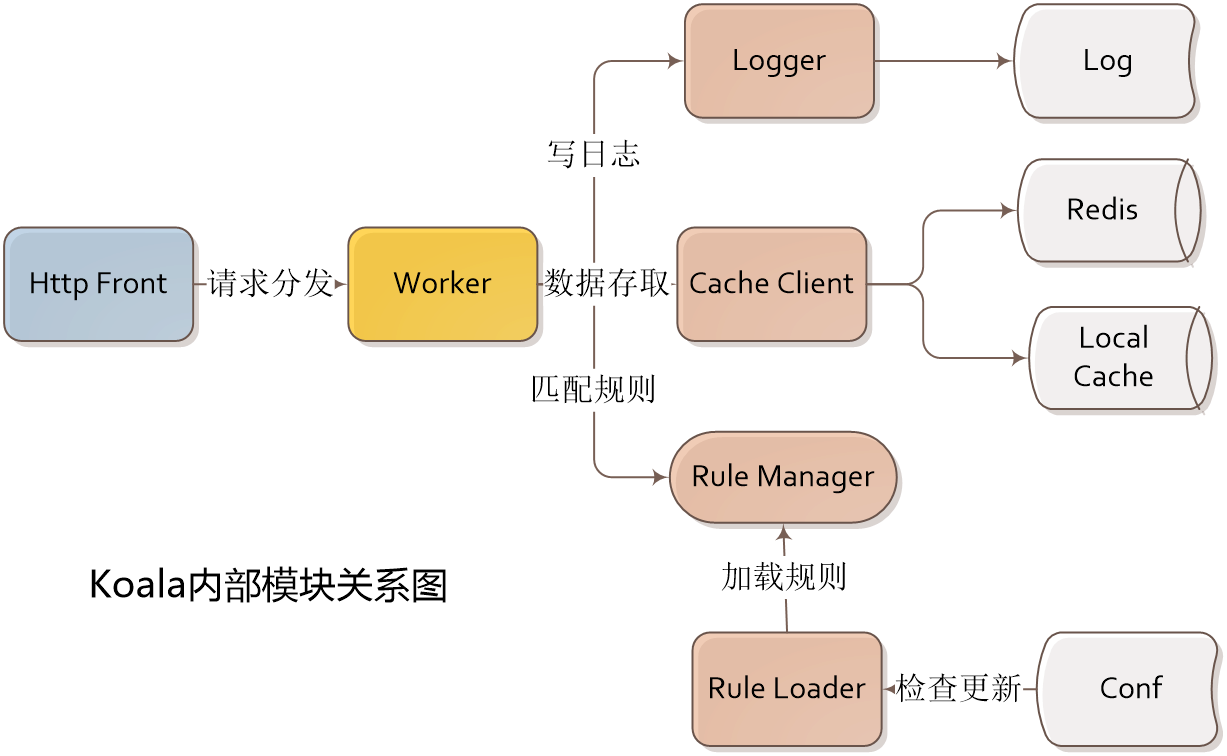 Logger
Log
写日志
Redis
Http Front
请求分发
Worker
数据存取
Cache Client
Local
Cache
匹配规则
Rule Manager
加载规则
Koala内部模块关系图
Rule Loader
检查更新
Conf